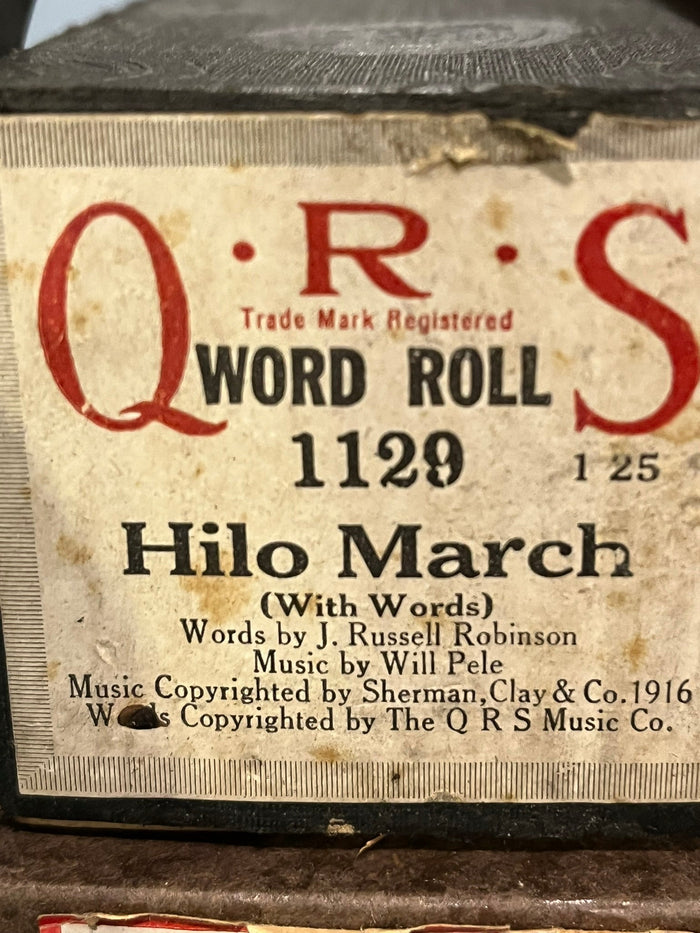 Q·R·S
Trade Mark Registered
WORD ROLL
1129 1 25
Hilo March
(With Words)
Words by J. Russell Robinson
Music by Will Pele
Music Copyrighted by Sherman, Clay & Co. 1916
Copyrighted by The Q R S Music Co.